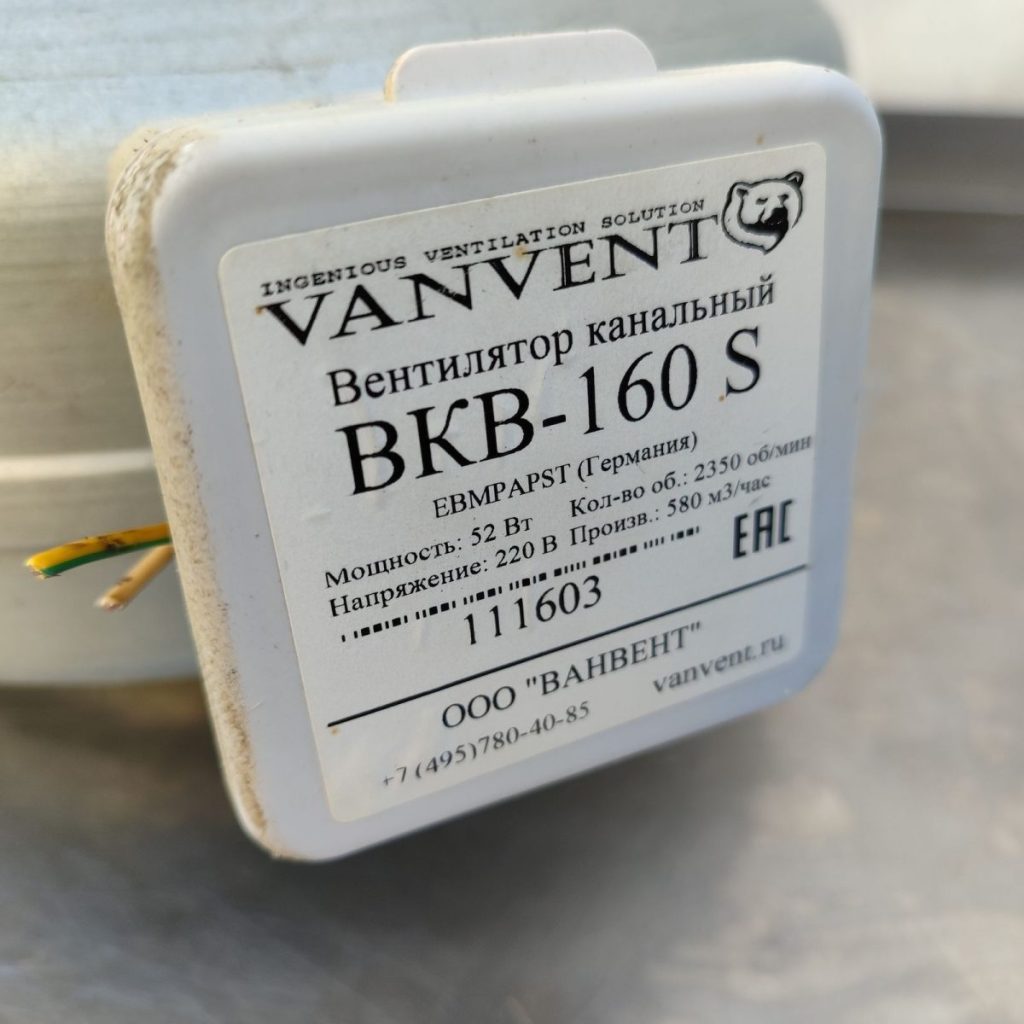 INGENIOUS VENTILATION SOLUTION
VANVENT
Вентилятор канальный
ВКВ-160 S
EBMPAPST (Германия)
Мощность: 52 Вт Кол-во об.: 2350 об/мин
Напряжение: 220 В Произв.: 580 м3/час
EAC
111603
ООО "ВАНВЕНТ"
+7 (495)780-40-85 vanvent.ru